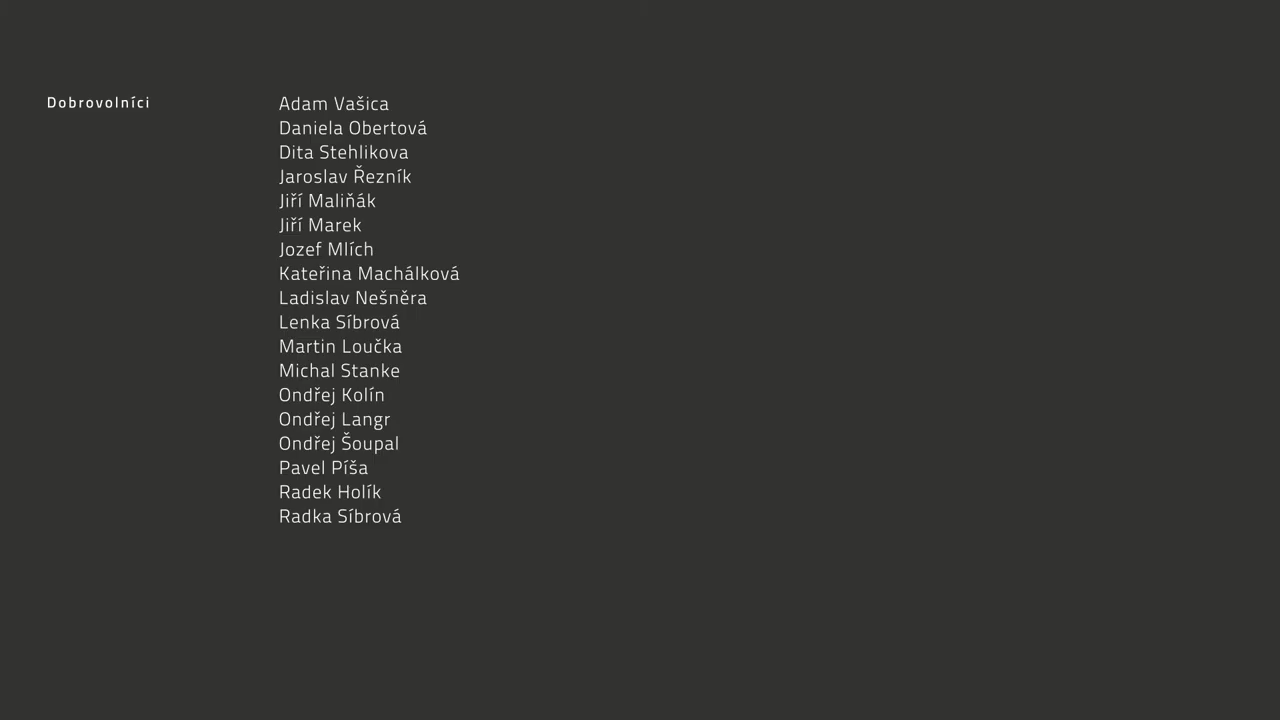 Dobrovolníci
Adam Vašica
Daniela Obertová
Dita Stehlikova
Jaroslav Řezník
Jiří Maliňák
Jiří Marek
Jozef Mlích
Kateřina Machálková
Ladislav Nešněra
Lenka Síbrová
Martin Loučka
Michal Stanke
Ondřej Kolín
Ondřej Langr
Ondřej Šoupal
Pavel Píša
Radek Holík
Radka Síbrová